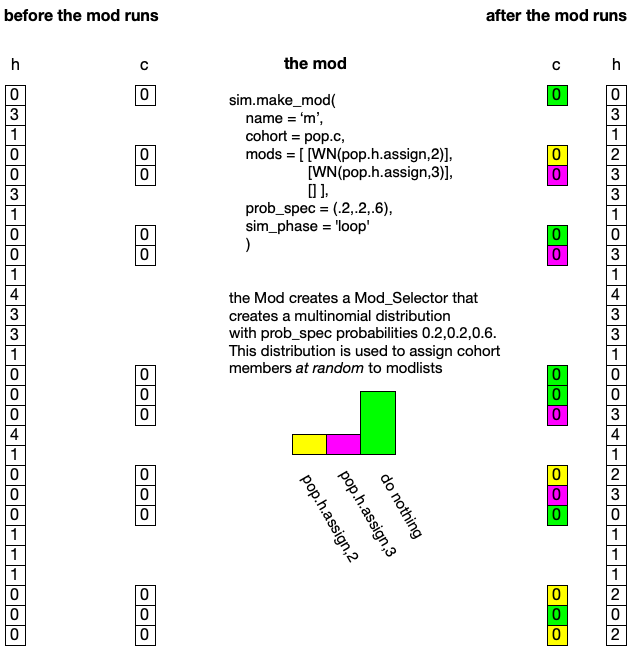 before the mod runs
after the mod runs
h c
0 0
3
1
0 0
0 0
3
1
0 0
0 0
1
4
3
3
1
0 0
0 0
0 0
4
1
0 0
0 0
0 0
1
1
1
0 0
0 0
0 0
the mod
sim.make_mod(
name = ‘m’,
cohort = pop.c,
mods = [ [WN(pop.h.assign,2)],
[WN(pop.h.assign,3)],
[] ],
prob_spec = (.2,.2,.6),
sim_phase = 'loop'
)
the Mod creates a Mod_Selector that
creates a multinomial distribution
with prob_spec probabilities 0.2,0.2,0.6.
This distribution is used to assign cohort
members at random to modlists
pop.h.assign,2
pop.h.assign,3
do nothing
c h
0 0
3
1
0 2
0 3
3
1
0 0
0 3
1
4
3
3
1
0 0
0 0
0 3
4
1
0 2
0 3
0 0
1
1
1
0 2
0 0
0 2